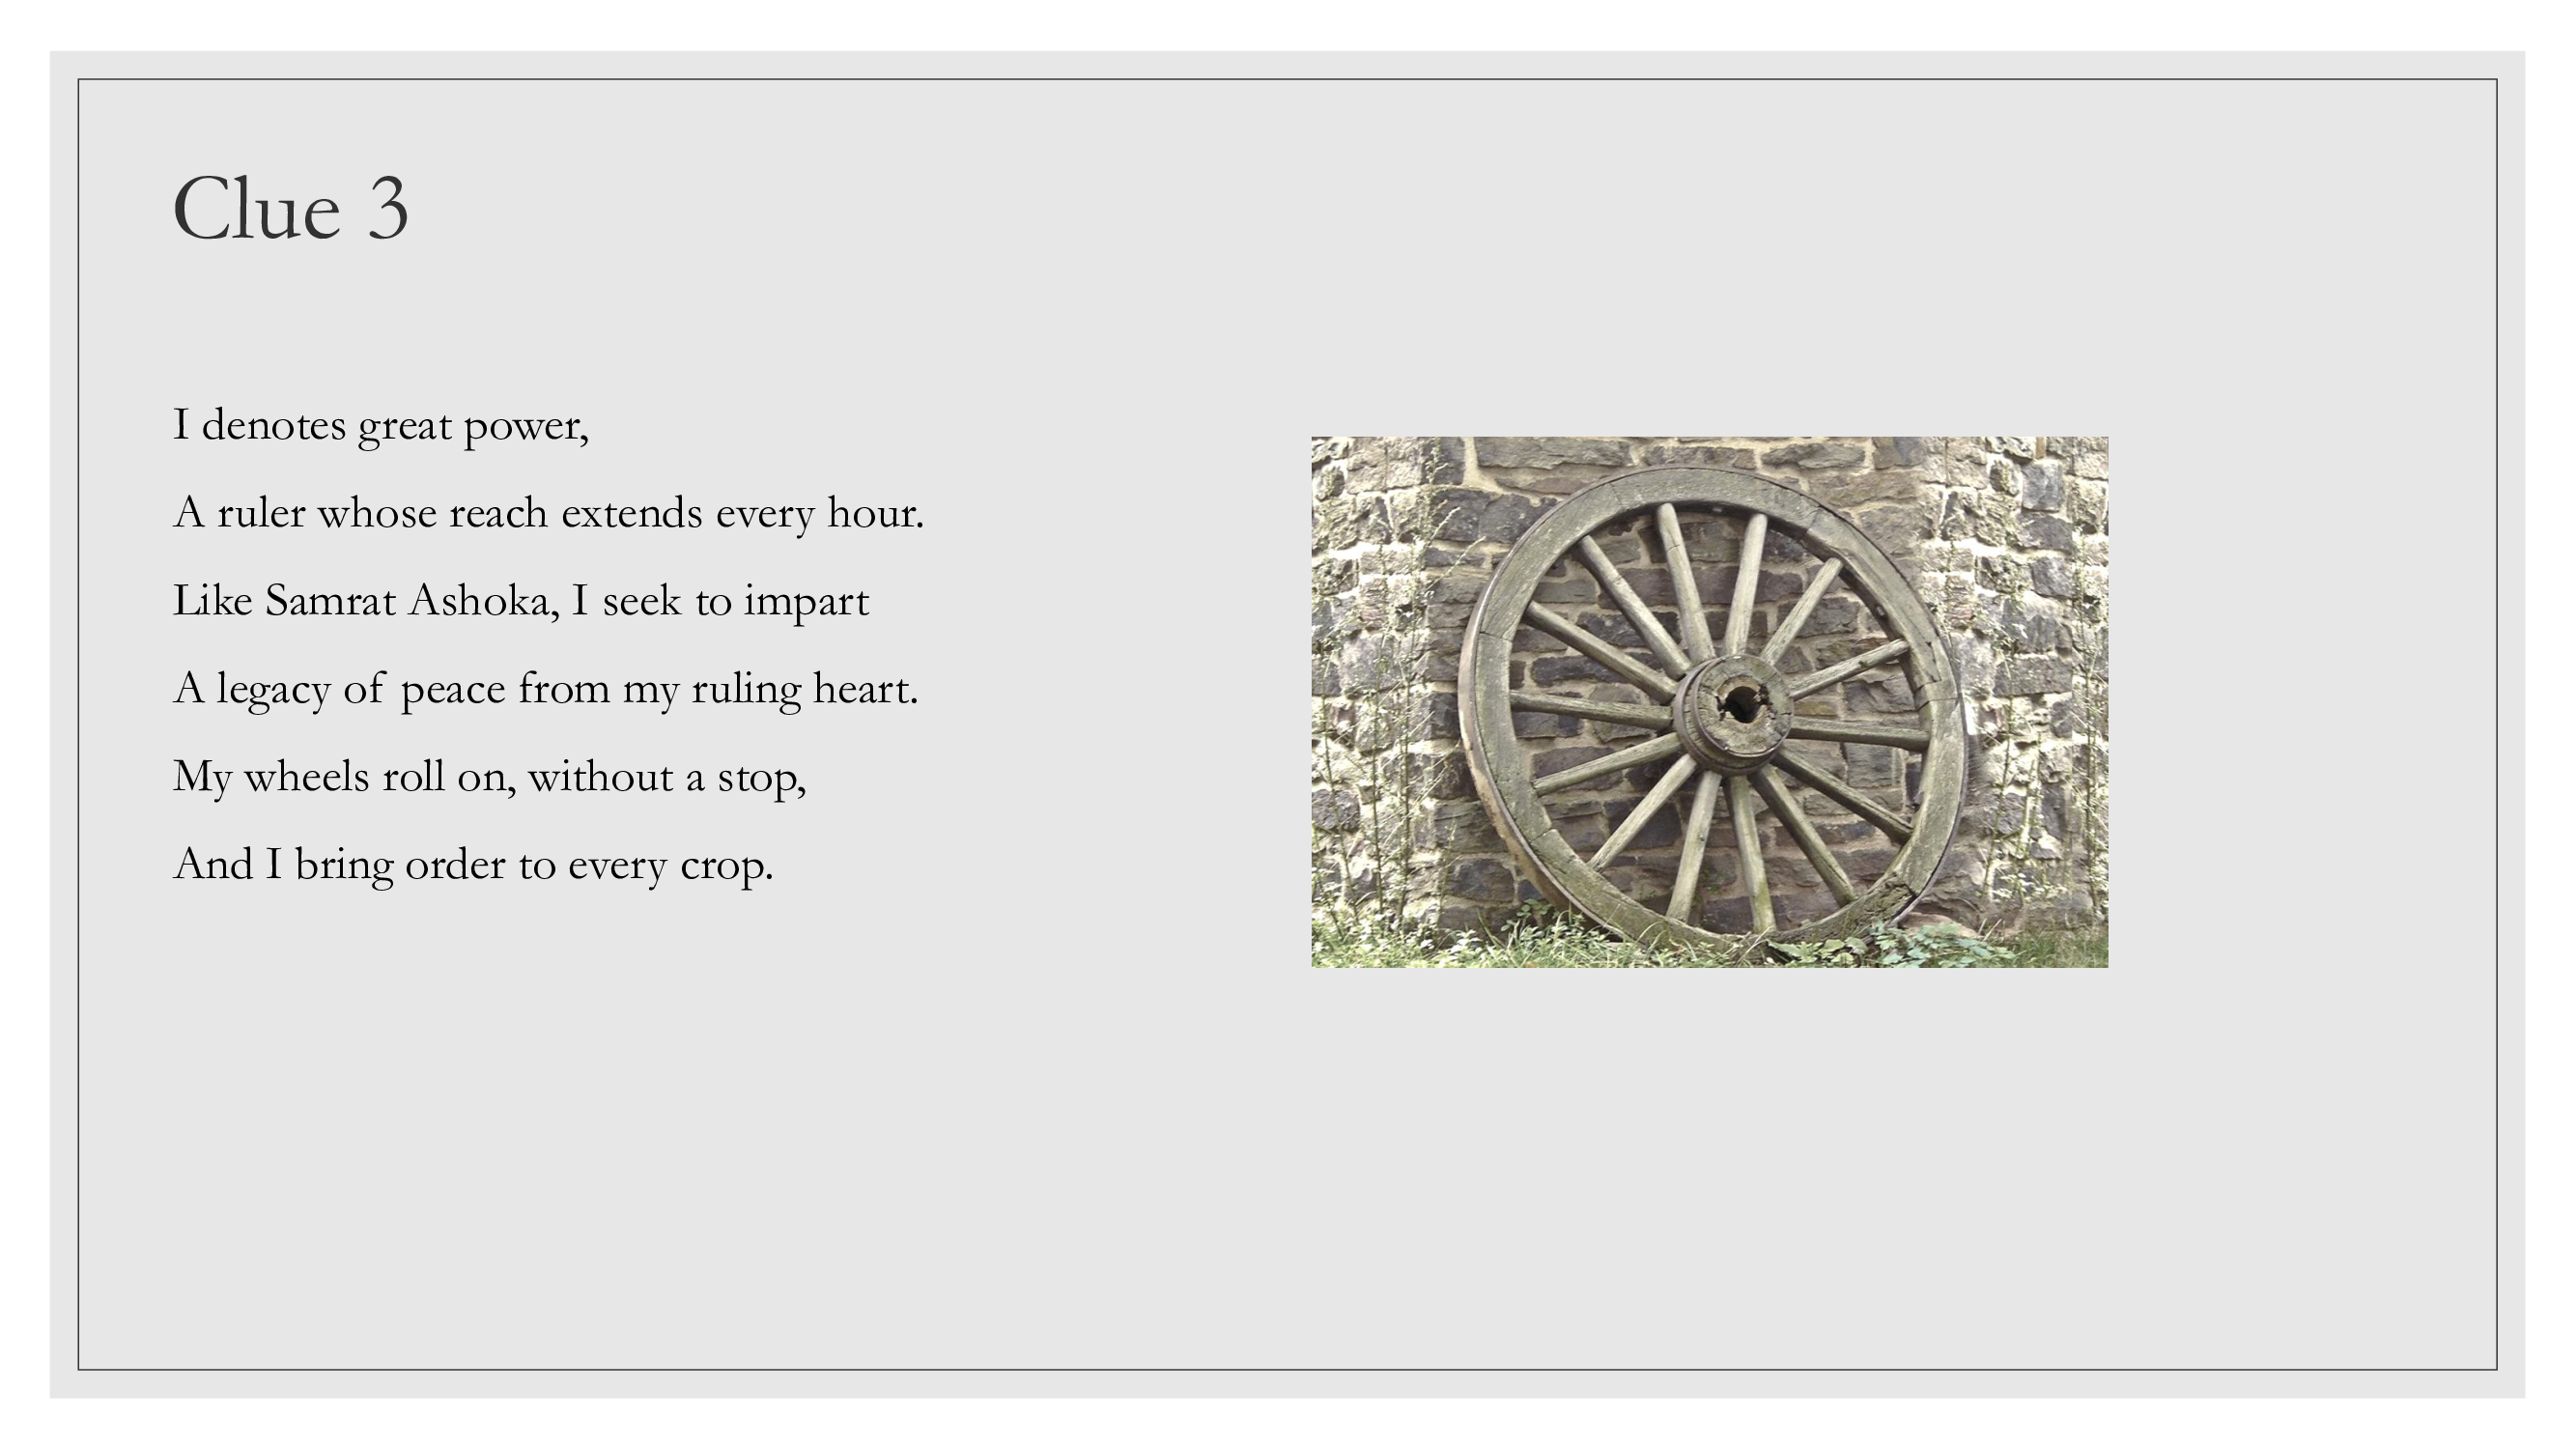 Clue 3
I denotes great power,
A ruler whose reach extends every hour.
Like Samrat Ashoka, I seek to impart
A legacy of peace from my ruling heart.
My wheels roll on, without a stop,
And I bring order to every crop.